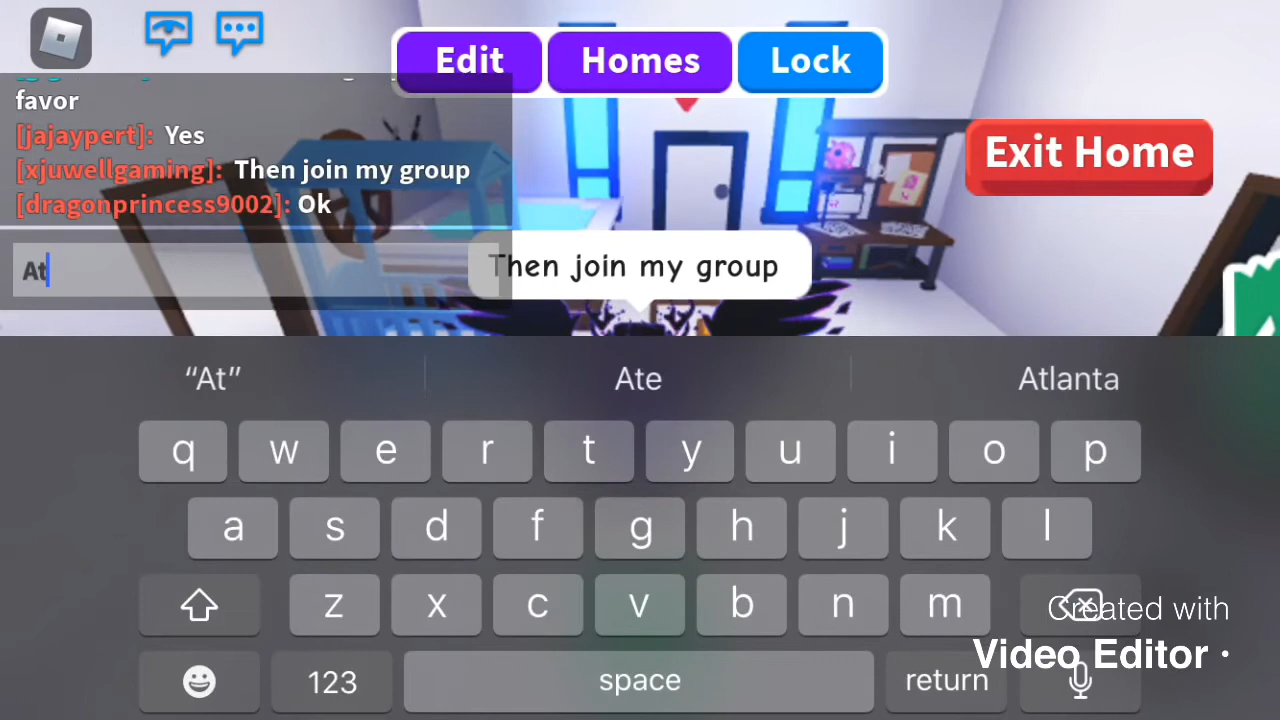 Edit Homes Lock
favor
[jajaypert]: Yes
[xjuwellgaming]: Then join my group
[dragonprincess9002]: Ok
Exit Home
At
Then join my group
“At” Ate Atlanta
q w e r t y u i o p
a s d f g h j k l
z x c v b n m
Created with
Video Editor ·
123 space return